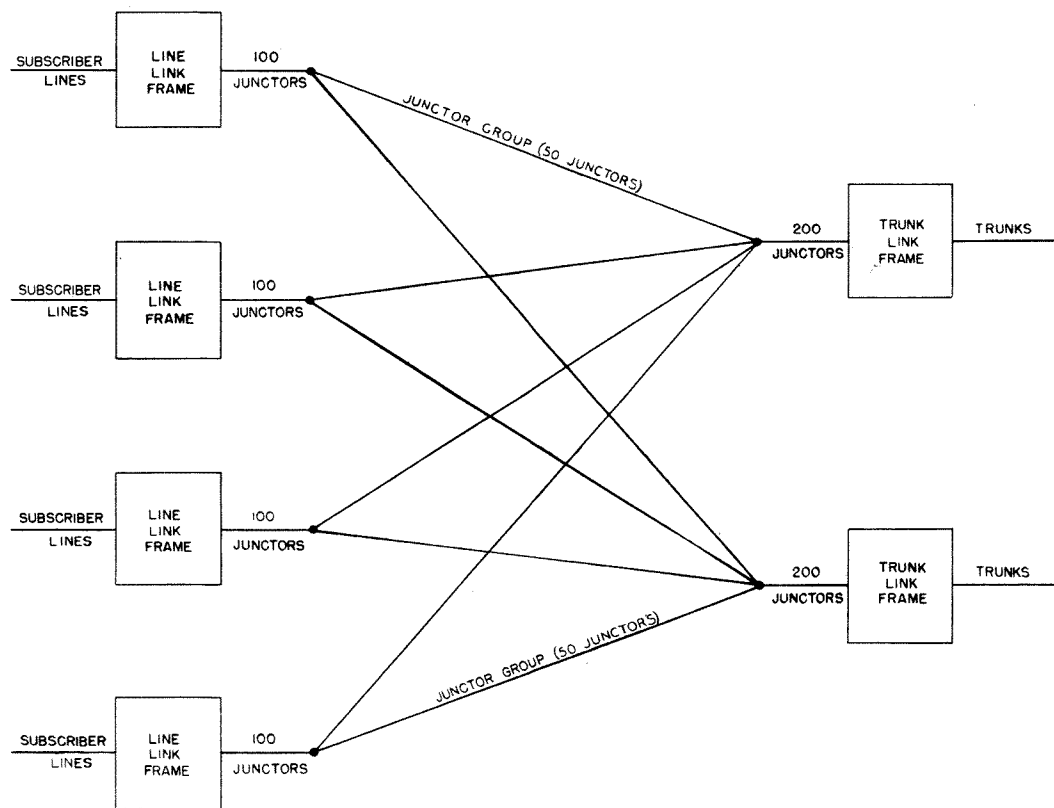 SUBSCRIBER
LINES
LINE
LINK
FRAME
100
JUNCTORS
JUNCTOR GROUP (50 JUNCTORS)
SUBSCRIBER
LINES
LINE
LINK
FRAME
100
JUNCTORS
200
JUNCTORS
TRUNK
LINK
FRAME
TRUNKS
SUBSCRIBER
LINES
LINE
LINK
FRAME
100
JUNCTORS
200
JUNCTORS
TRUNK
LINK
FRAME
TRUNKS
JUNCTOR GROUP (50 JUNCTORS)
SUBSCRIBER
LINES
LINE
LINK
FRAME
100
JUNCTORS